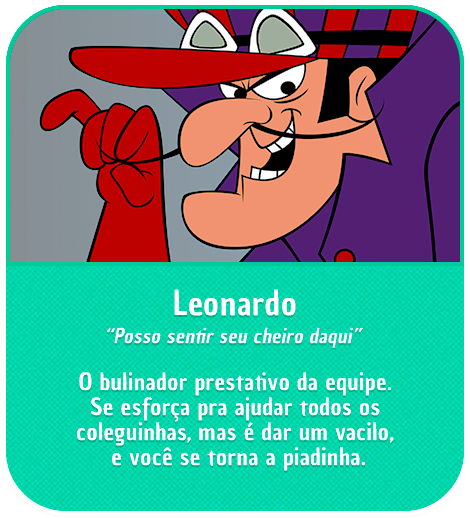 Leonardo
“Posso sentir seu cheiro daqui”
O bulinador prestativo da equipe.
Se esforça pra ajudar todos os
coleguinhas, mas é dar um vacilo,
e você se torna a piadinha.